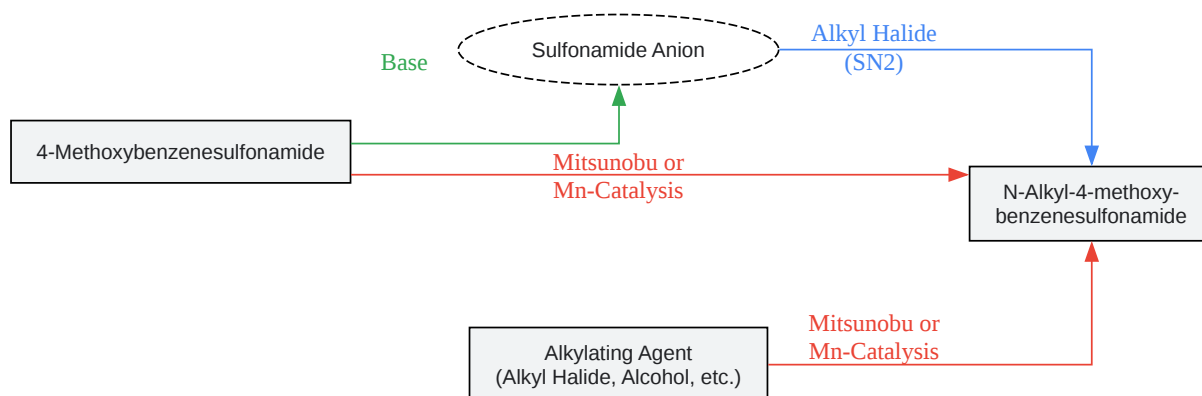 Sulfonamide Anion
Alkyl Halide
(SN2)
Base
4-Methoxybenzenesulfonamide
Mitsunobu or
Mn-Catalysis
N-Alkyl-4-methoxy-
benzenesulfonamide
Alkylating Agent
(Alkyl Halide, Alcohol, etc.)
Mitsunobu or
Mn-Catalysis